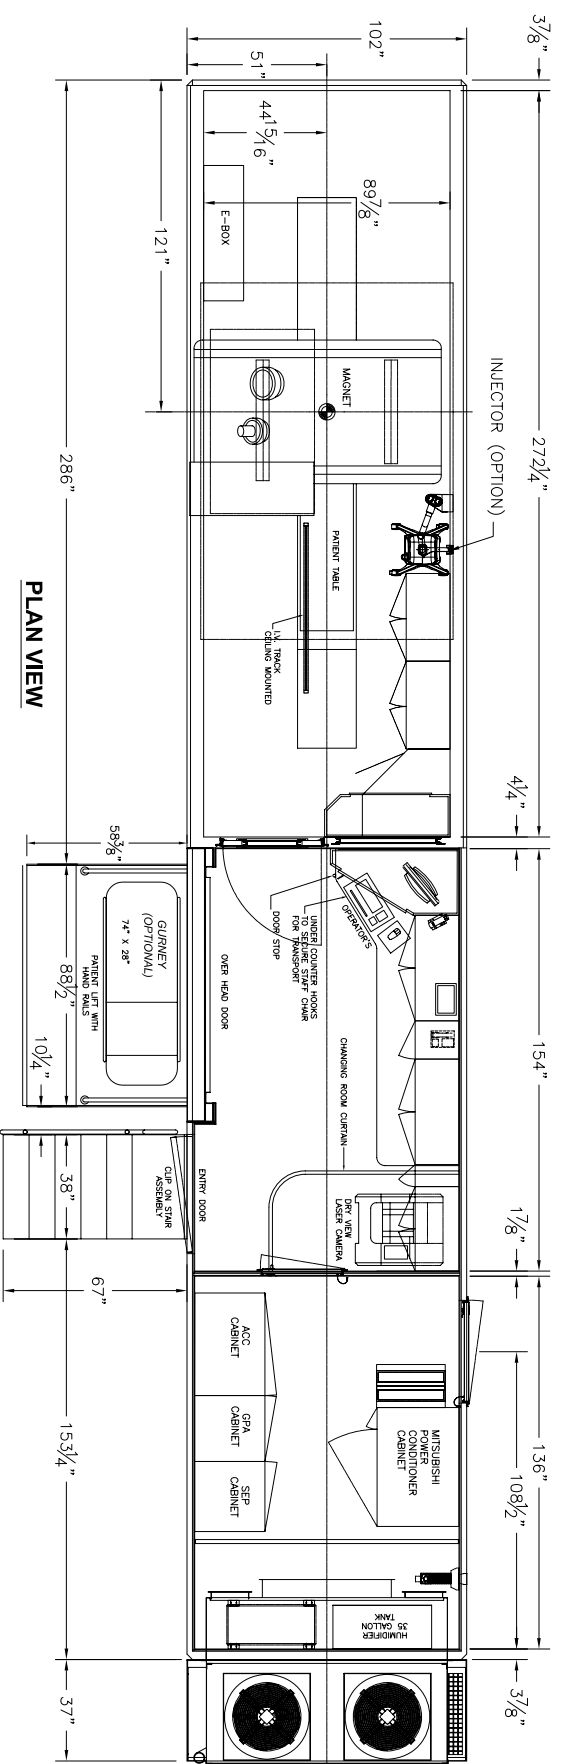 3⅞"
102"
51"
44 15/16"
89⅞"
121"
E-BOX
MAGNET
INJECTOR (OPTION)
272¼"
286"
PATIENT TABLE
I.V. TRACK
CEILING MOUNTED
PLAN VIEW
4¼"
58⅜"
GURNEY
(OPTIONAL)
74" X 28"
PATIENT LIFT WITH
HAND RAILS
88½"
10¼"
OVER HEAD DOOR
DOOR STOP
UNDER COUNTER HOOKS
TO SECURE STAFF CHAIR
FOR TRANSPORT
OPERATOR'S
154"
CHANGING ROOM CURTAIN
DRY VIEW
LASER CAMERA
1⅞"
ENTRY DOOR
CLIP ON STAIR
ASSEMBLY
38"
67"
ACC
CABINET
GPA
CABINET
SEP
CABINET
MITSUBISHI
POWER
CONDITIONER
CABINET
136"
108½"
153¼"
HUMIDIFIER
35 GALLON
TANK
3⅞"
37"